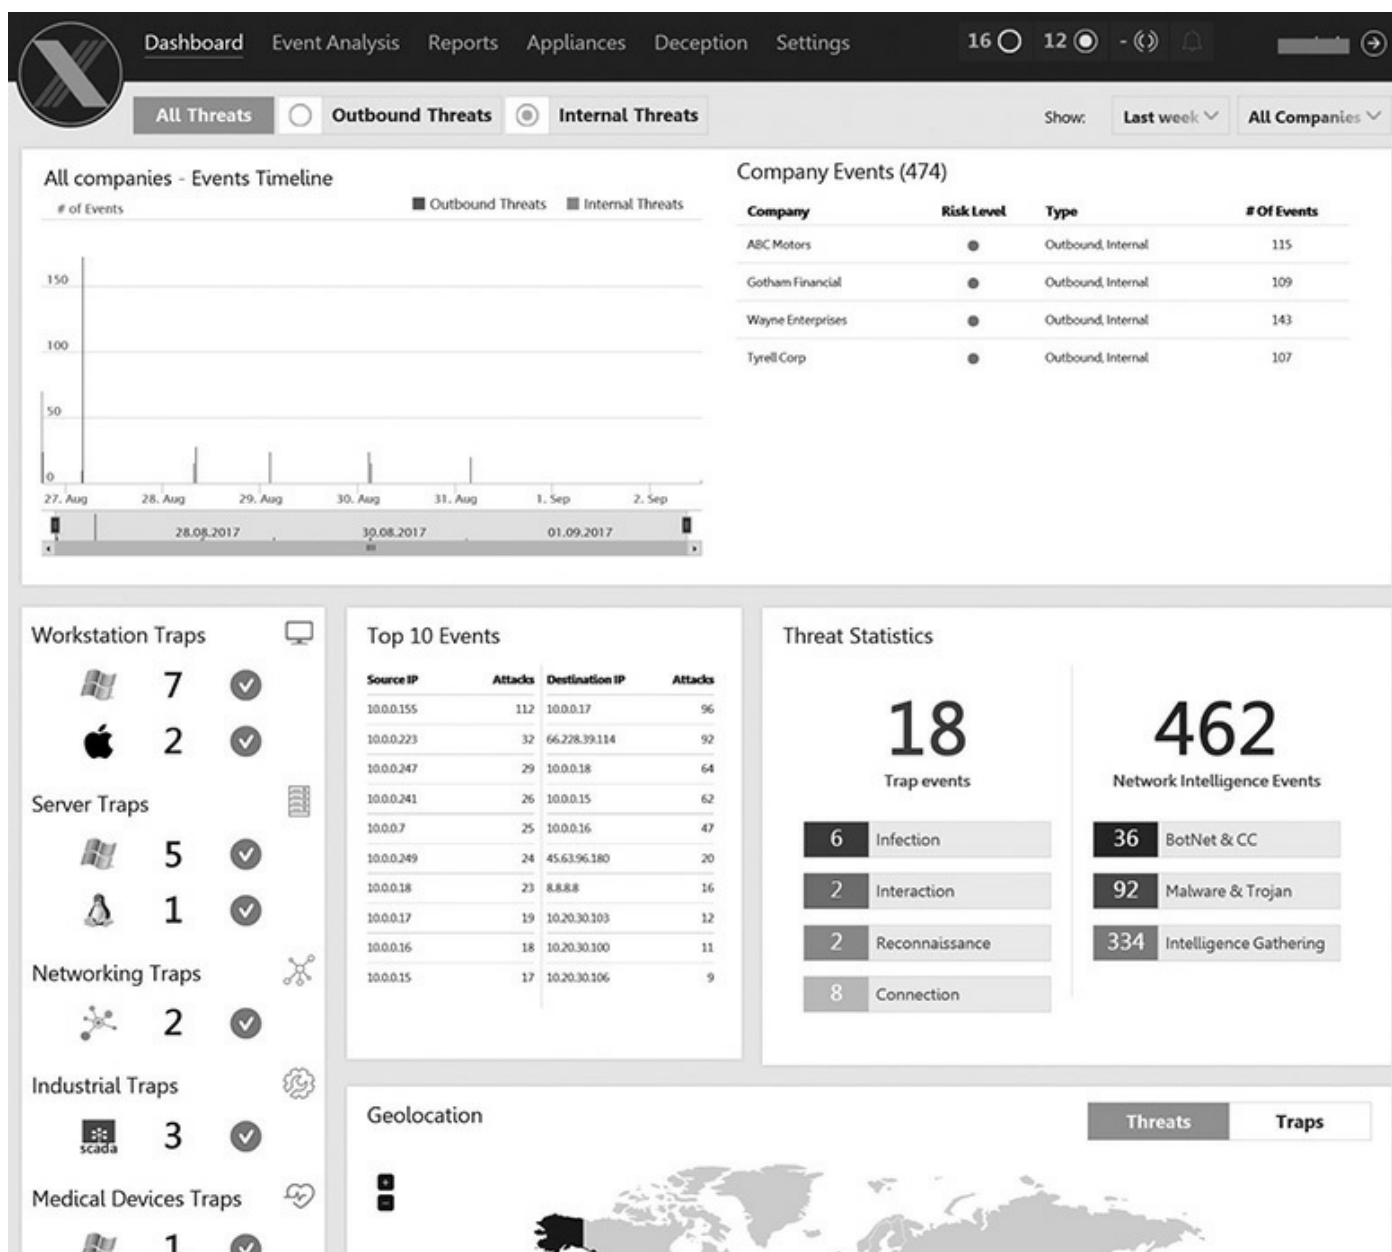 Dashboard Event Analysis Reports Appliances Deception Settings 16 12 -
All Threats Outbound Threats Internal Threats Show: Last week All Companies
All companies - Events Timeline
# of Events Outbound Threats Internal Threats
150
100
50
0
27. Aug 28. Aug 29. Aug 30. Aug 31. Aug 1. Sep 2. Sep
28.08.2017 30.08.2017 01.09.2017
Company Events (474)
Company Risk Level Type # Of Events
ABC Motors Outbound, Internal 115
Gotham Financial Outbound, Internal 109
Wayne Enterprises Outbound, Internal 143
Tyrell Corp Outbound, Internal 107
Workstation Traps
7
2
Server Traps
5
1
Networking Traps
2
Industrial Traps
scada 3
Medical Devices Traps
1
Top 10 Events
Source IP Attacks Destination IP Attacks
10.0.0.155 112 10.0.0.17 96
10.0.0.223 32 66.228.39.114 92
10.0.0.247 29 10.0.0.18 64
10.0.0.241 26 10.0.0.15 62
10.0.0.7 25 10.0.0.16 47
10.0.0.249 24 45.63.96.180 20
10.0.0.18 23 8.8.8.8 16
10.0.0.17 19 10.20.30.103 12
10.0.0.16 18 10.20.30.100 11
10.0.0.15 17 10.20.30.106 9
Threat Statistics
18
Trap events
6 Infection
2 Interaction
2 Reconnaissance
8 Connection
462
Network Intelligence Events
36 BotNet & CC
92 Malware & Trojan
334 Intelligence Gathering
Geolocation Threats Traps
+
-